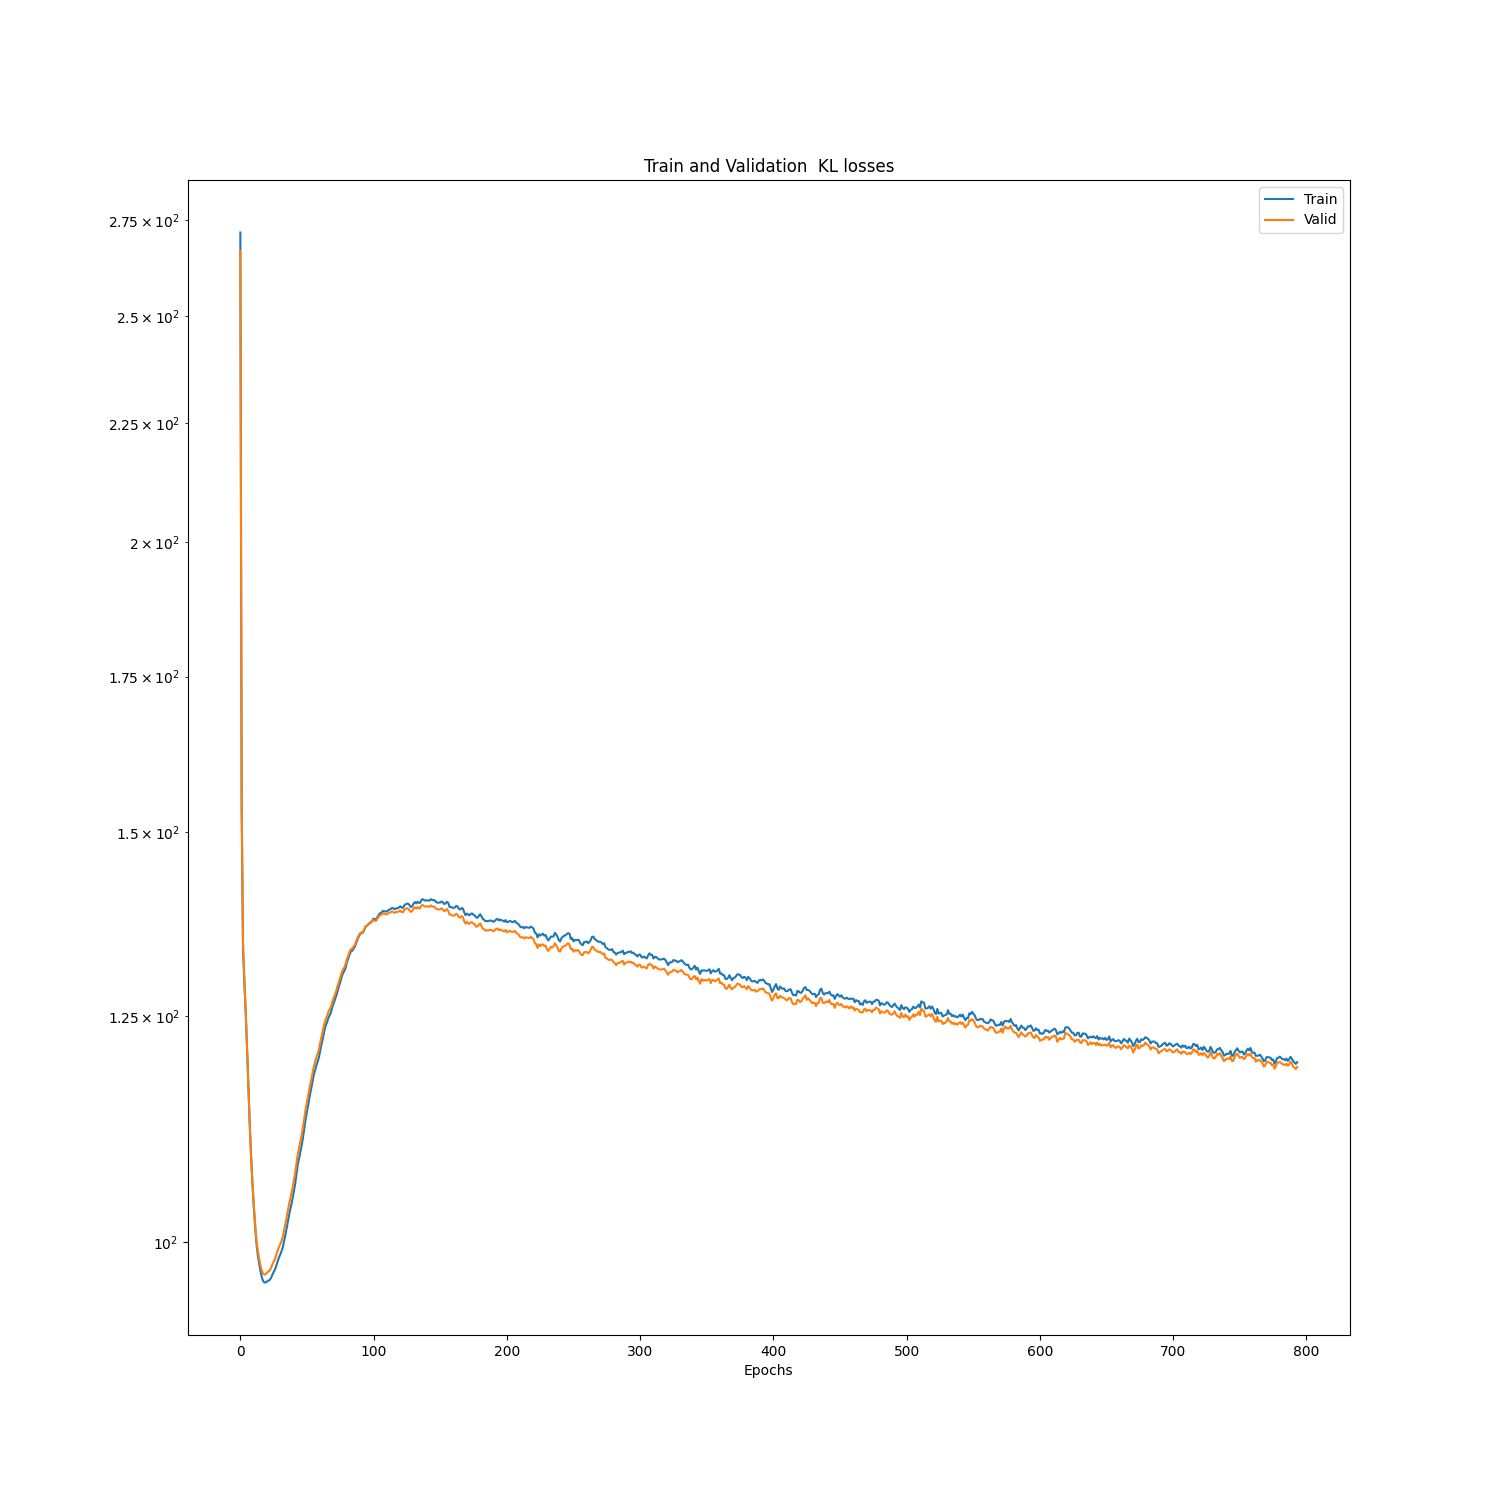 Train and Validation  KL losses
Train
Valid
2.75 × 10²
2.5 × 10²
2.25 × 10²
2 × 10²
1.75 × 10²
1.5 × 10²
1.25 × 10²
10²
0 100 200 300 400 500 600 700 800
Epochs